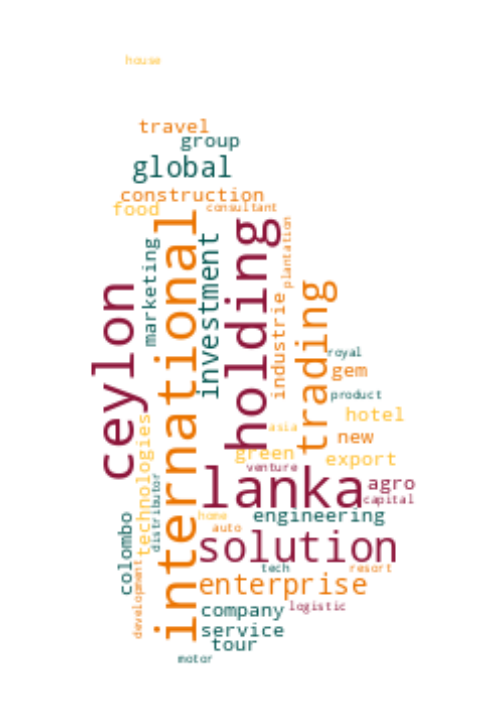 house
travel
group
global
construction
food
consultant
international
holding
plantation
investment
marketing
ceylon
trading
industrie
royal
gem
product
hotel
technologies
asia
new
green
export
venture
lanka
agro
capital
distributor
colombo
home
engineering
auto
solution
development
tech
resort
enterprise
company
logistic
service
tour
motor